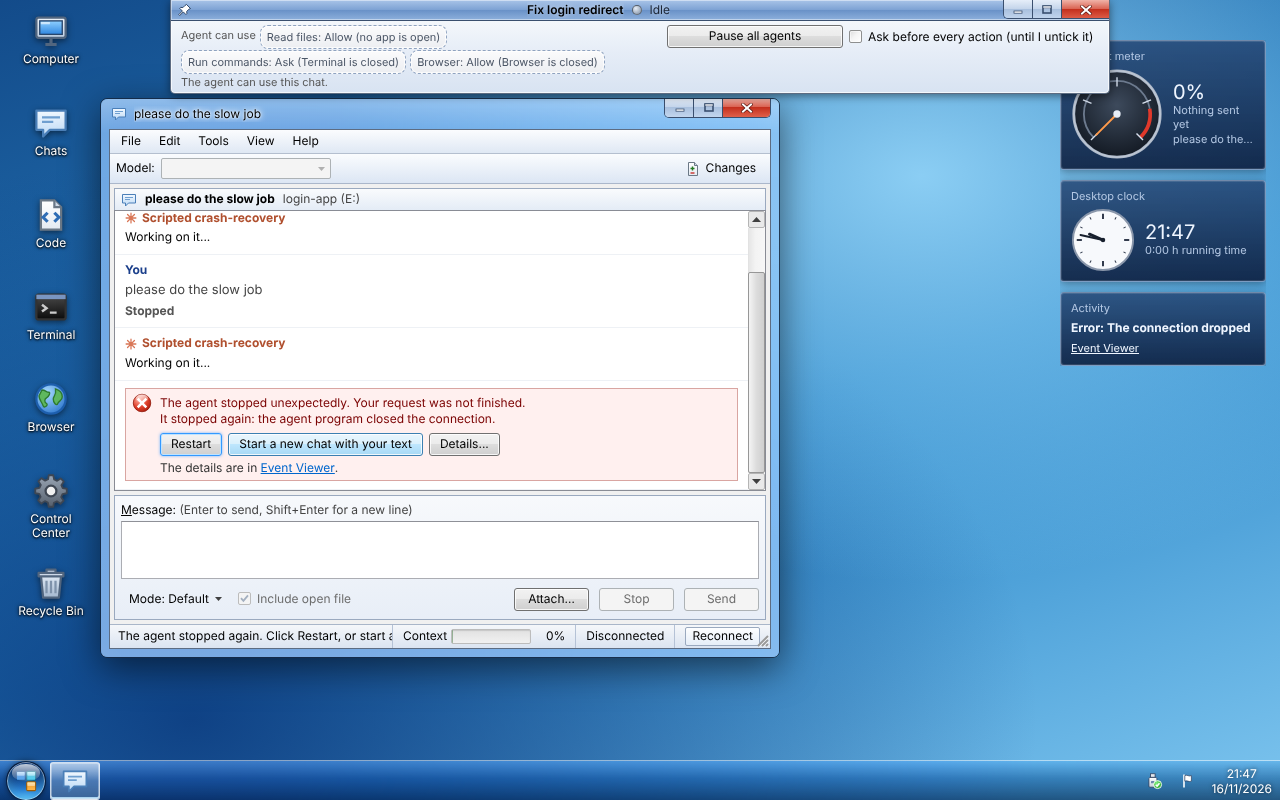 Fix login redirect Idle
Agent can use Read files: Allow (no app is open) Pause all agents Ask before every action (until I untick it)
Run commands: Ask (Terminal is closed) Browser: Allow (Browser is closed)
The agent can use this chat.
Computer
Chats
Code
Terminal
Browser
Control
Center
Recycle Bin
please do the slow job
File Edit Tools View Help
Model: Changes
please do the slow job login-app (E:)
Scripted crash-recovery
Working on it...
You
please do the slow job
Stopped
Scripted crash-recovery
Working on it...
The agent stopped unexpectedly. Your request was not finished.
It stopped again: the agent program closed the connection.
Restart Start a new chat with your text Details...
The details are in Event Viewer.
Message: (Enter to send, Shift+Enter for a new line)
Mode: Default Include open file Attach... Stop Send
The agent stopped again. Click Restart, or start Context 0% Disconnected Reconnect
meter
0%
Nothing sent
yet
please do the...
Desktop clock
21:47
0:00 h running time
Activity
Error: The connection dropped
Event Viewer
21:47
16/11/2026